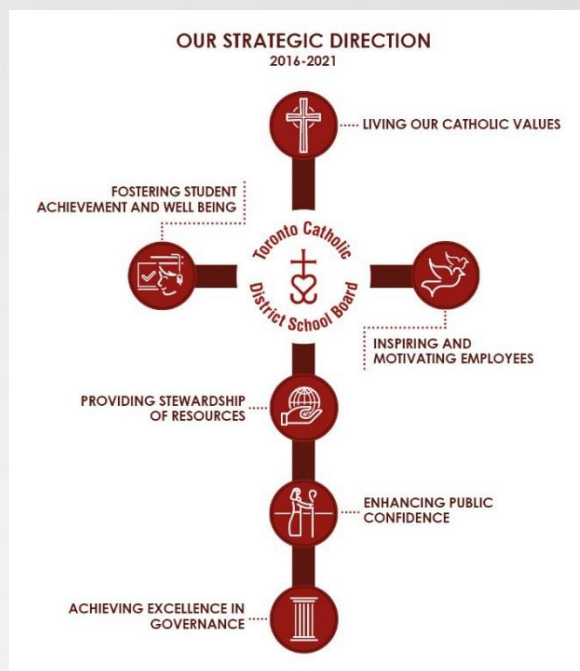 OUR STRATEGIC DIRECTION
2016-2021
LIVING OUR CATHOLIC VALUES
FOSTERING STUDENT
ACHIEVEMENT AND WELL BEING
Toronto Catholic
District School Board
INSPIRING AND
MOTIVATING EMPLOYEES
PROVIDING STEWARDSHIP
OF RESOURCES
ENHANCING PUBLIC
CONFIDENCE
ACHIEVING EXCELLENCE IN
GOVERNANCE